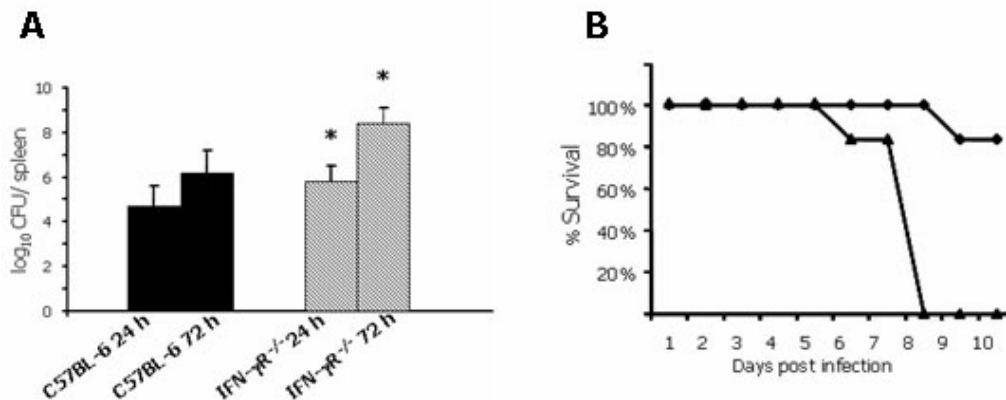 A
log₁₀ CFU/ spleen
10
8
6
4
2
0
*
*
C57BL-6 24 h
C57BL-6 72 h
IFN-γR⁻/⁻ 24 h
IFN-γR⁻/⁻ 72 h
B
% Survival
100%
80%
60%
40%
20%
1 2 3 4 5 6 7 8 9 10
Days post infection